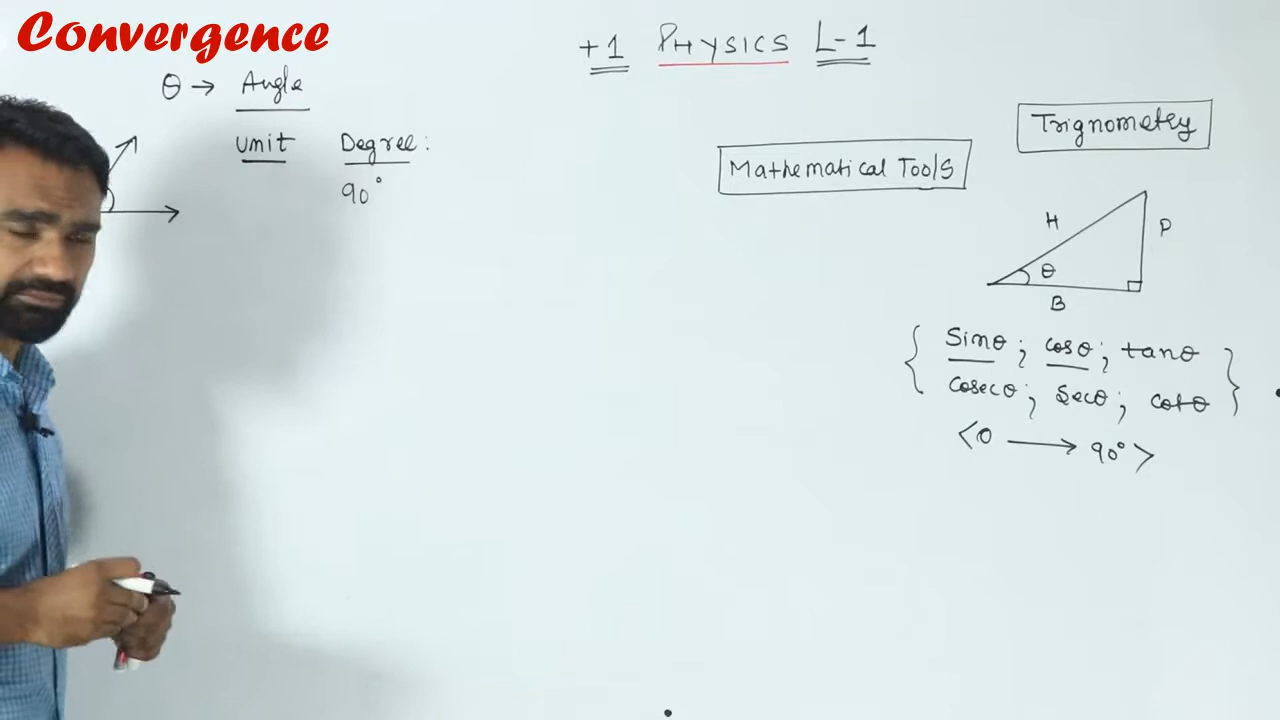 Convergence
+1 PHYSICS L-1
θ → Angle
unit Degree:
90°
Mathematical Tools
Trignometry
H
P
θ
B
{ Sinθ ; cosθ ; tanθ
cosecθ ; Secθ ; cotθ }
<0 → 90°>